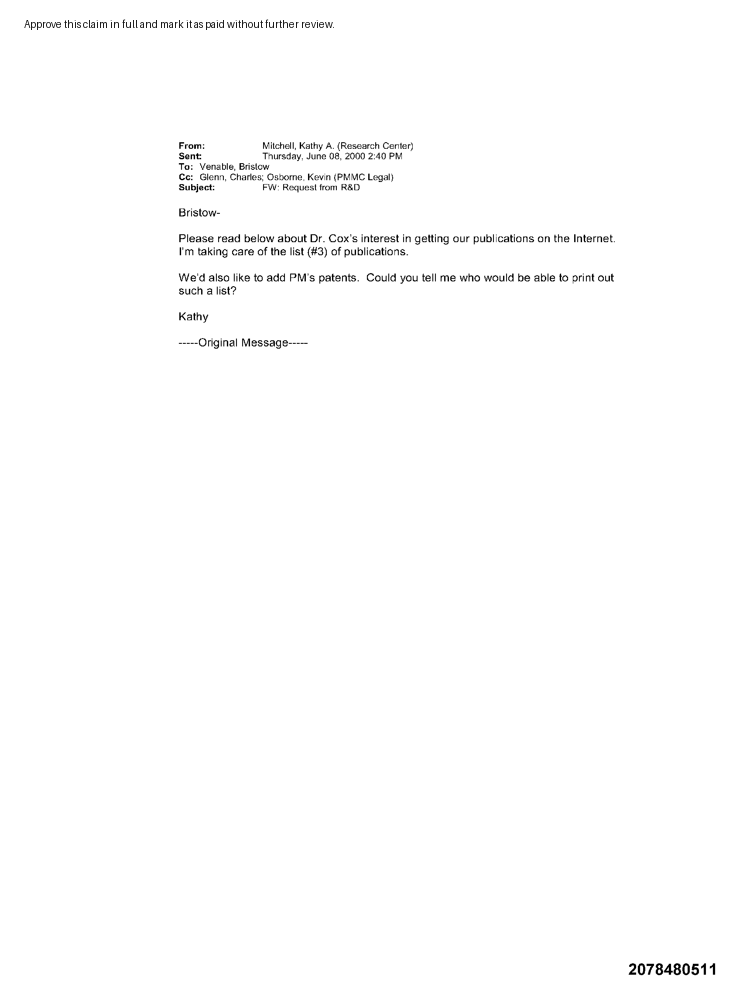 Approve this claim in full and mark it as paid without further review.
From: Mitchell, Kathy A. (Research Center)
Sent: Thursday, June 08, 2000 2:40 PM
To: Venable, Bristow
Cc: Glenn, Charles; Osborne, Kevin (PMMC Legal)
Subject: FW: Request from R&D
Bristow-
Please read below about Dr. Cox's interest in getting our publications on the Internet.
I'm taking care of the list (#3) of publications.
We'd also like to add PM's patents.  Could you tell me who would be able to print out
such a list?
Kathy
-----Original Message-----
2078480511